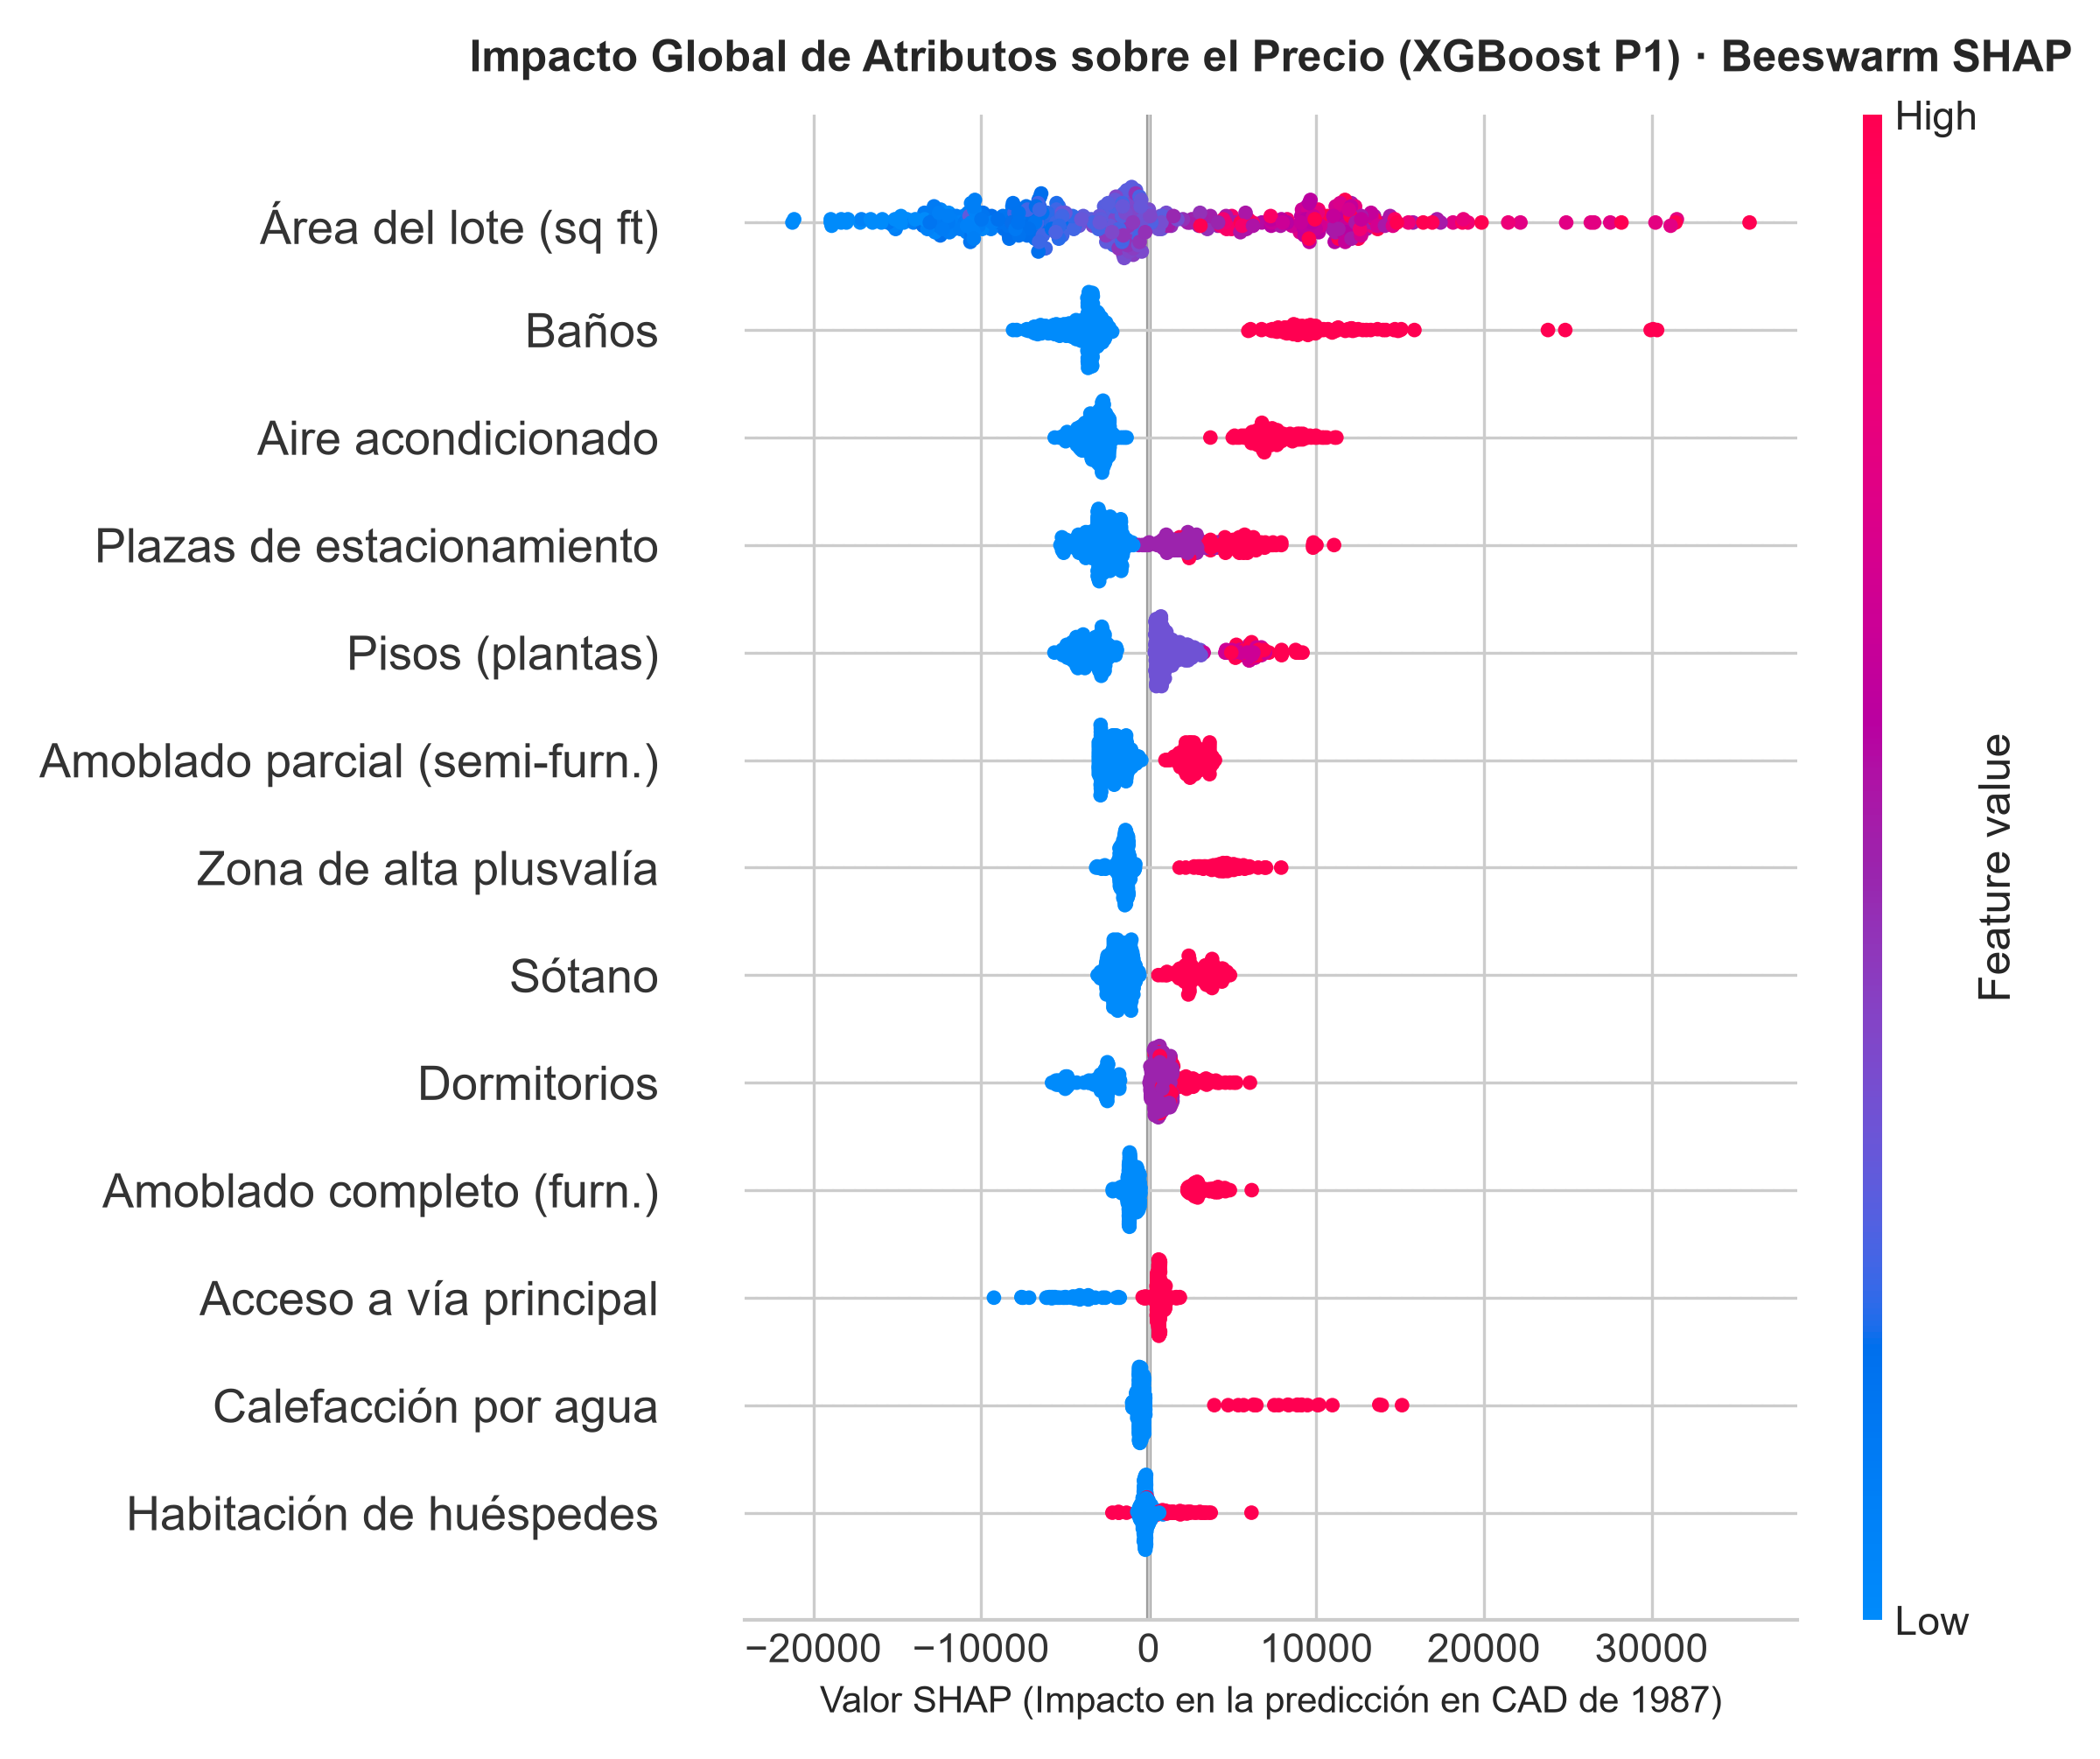 Impacto Global de Atributos sobre el Precio (XGBoost P1) · Beeswarm SHAP
High
Área del lote (sq ft)
Baños
Aire acondicionado
Plazas de estacionamiento
Pisos (plantas)
Amoblado parcial (semi-furn.)
Zona de alta plusvalía
Sótano
Dormitorios
Amoblado completo (furn.)
Acceso a vía principal
Calefacción por agua
Habitación de huéspedes
Feature value
Low
−20000 −10000 0 10000 20000 30000
Valor SHAP (Impacto en la predicción en CAD de 1987)